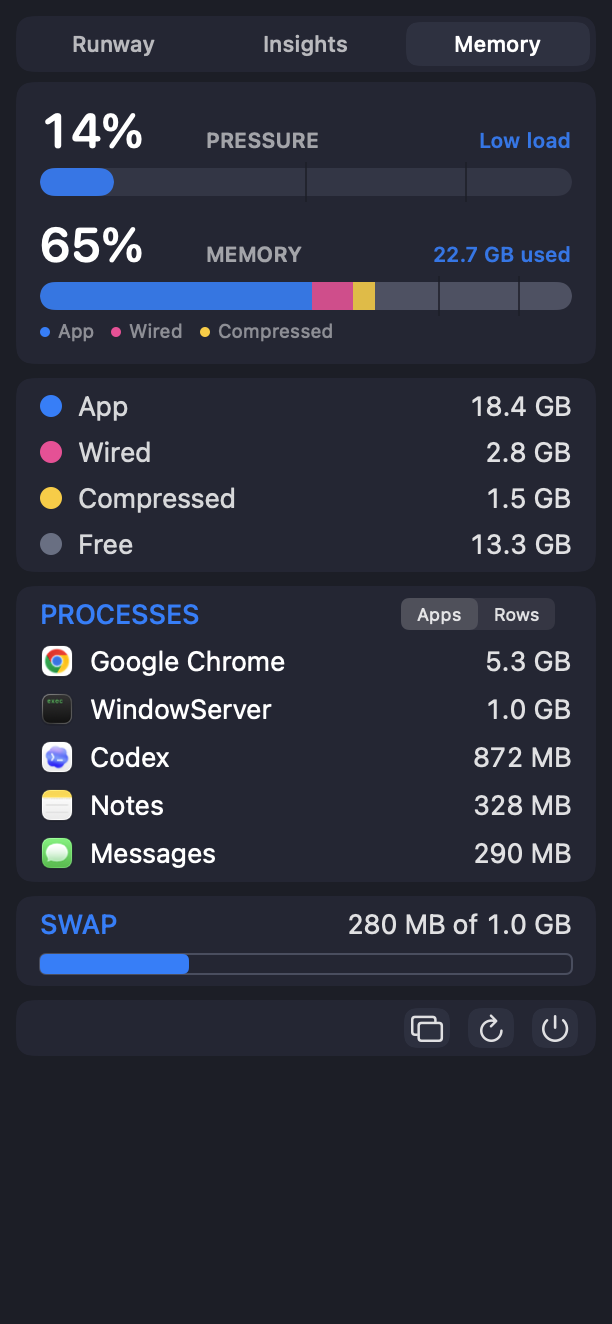 Runway Insights Memory
14% PRESSURE Low load
65% MEMORY 22.7 GB used
App Wired Compressed
App 18.4 GB
Wired 2.8 GB
Compressed 1.5 GB
Free 13.3 GB
PROCESSES Apps Rows
Google Chrome 5.3 GB
exec
WindowServer 1.0 GB
Codex 872 MB
Notes 328 MB
Messages 290 MB
SWAP 280 MB of 1.0 GB